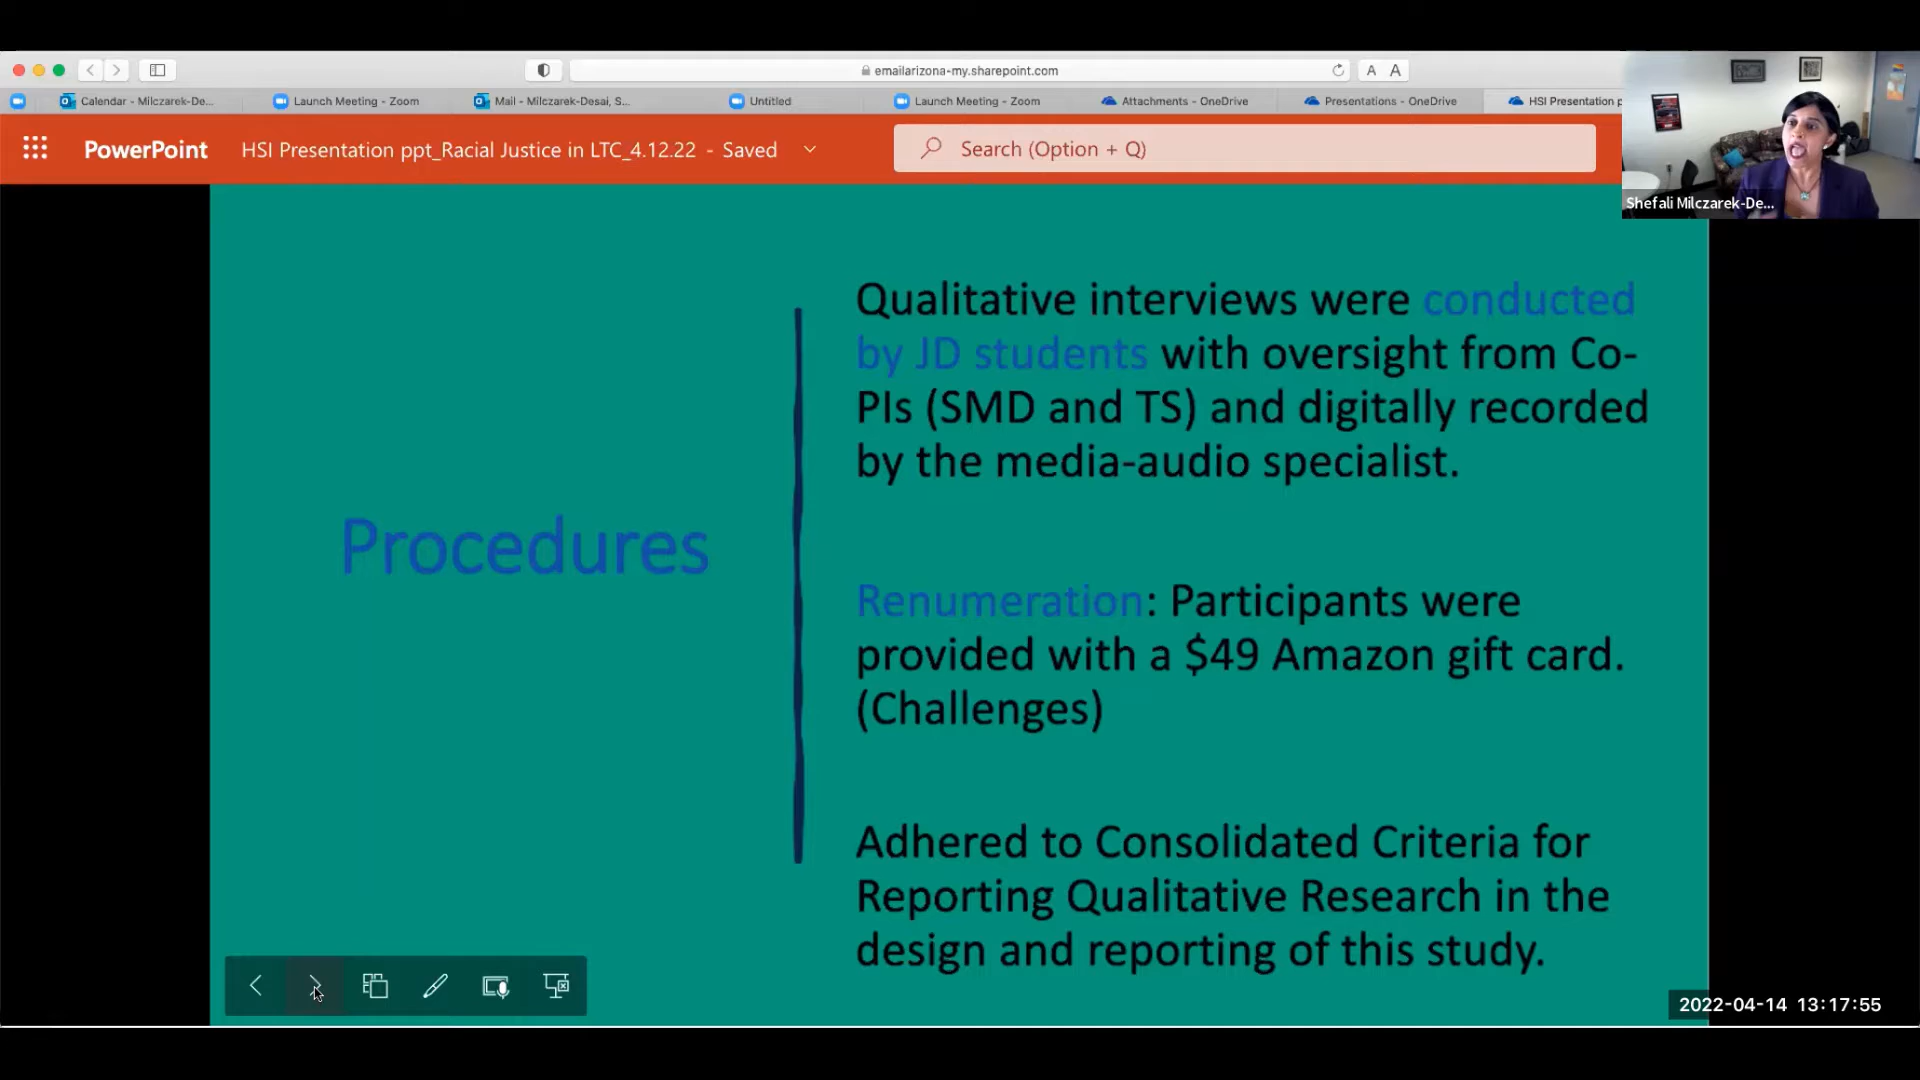 emailarizona-my.sharepoint.com
A A
Calendar - Milczarek-De...
Launch Meeting - Zoom
Mail - Milczarek-Desai, S...
Untitled
Launch Meeting - Zoom
Attachments - OneDrive
Presentations - OneDrive
HSI Presentation p
PowerPoint
HSI Presentation ppt_Racial Justice in LTC_4.12.22 - Saved
Search (Option + Q)
Shefali Milczarek-De...
Procedures
Qualitative interviews were conducted
by JD students with oversight from Co-
PIs (SMD and TS) and digitally recorded
by the media-audio specialist.
Renumeration: Participants were
provided with a $49 Amazon gift card.
(Challenges)
Adhered to Consolidated Criteria for
Reporting Qualitative Research in the
design and reporting of this study.
2022-04-14 13:17:55